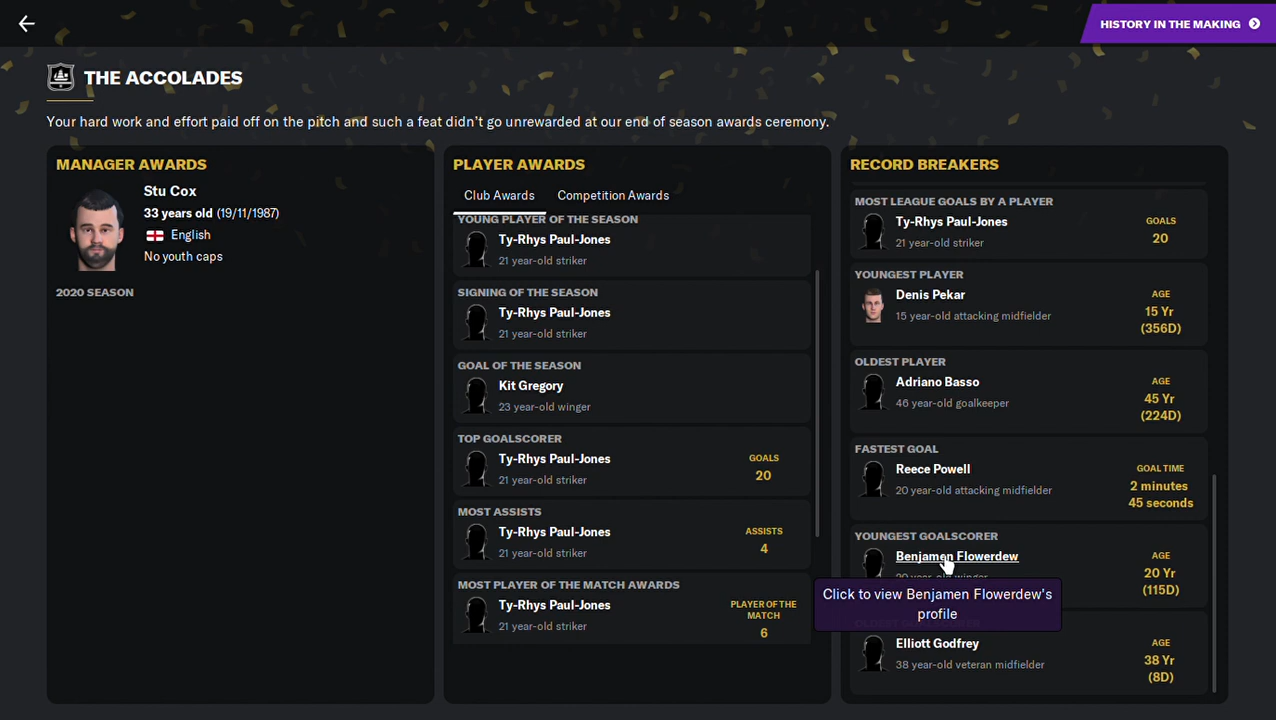 HISTORY IN THE MAKING
THE ACCOLADES
Your hard work and effort paid off on the pitch and such a feat didn't go unrewarded at our end of season awards ceremony.
MANAGER AWARDS
Stu Cox
33 years old (19/11/1987)
English
No youth caps
2020 SEASON
PLAYER AWARDS
Club Awards
Competition Awards
YOUNG PLAYER OF THE SEASON
Ty-Rhys Paul-Jones
21 year-old striker
SIGNING OF THE SEASON
Ty-Rhys Paul-Jones
21 year-old striker
GOAL OF THE SEASON
Kit Gregory
23 year-old winger
TOP GOALSCORER
Ty-Rhys Paul-Jones
21 year-old striker
GOALS
20
MOST ASSISTS
Ty-Rhys Paul-Jones
21 year-old striker
ASSISTS
4
MOST PLAYER OF THE MATCH AWARDS
Ty-Rhys Paul-Jones
21 year-old striker
PLAYER OF THE
MATCH
6
RECORD BREAKERS
MOST LEAGUE GOALS BY A PLAYER
Ty-Rhys Paul-Jones
21 year-old striker
GOALS
20
YOUNGEST PLAYER
Denis Pekar
15 year-old attacking midfielder
AGE
15 Yr
(356D)
OLDEST PLAYER
Adriano Basso
46 year-old goalkeeper
AGE
45 Yr
(224D)
FASTEST GOAL
Reece Powell
20 year-old attacking midfielder
GOAL TIME
2 minutes
45 seconds
YOUNGEST GOALSCORER
Benjamen Flowerdew
20 year-old winger
AGE
20 Yr
(115D)
Click to view Benjamen Flowerdew's
profile
Elliott Godfrey
38 year-old veteran midfielder
AGE
38 Yr
(8D)